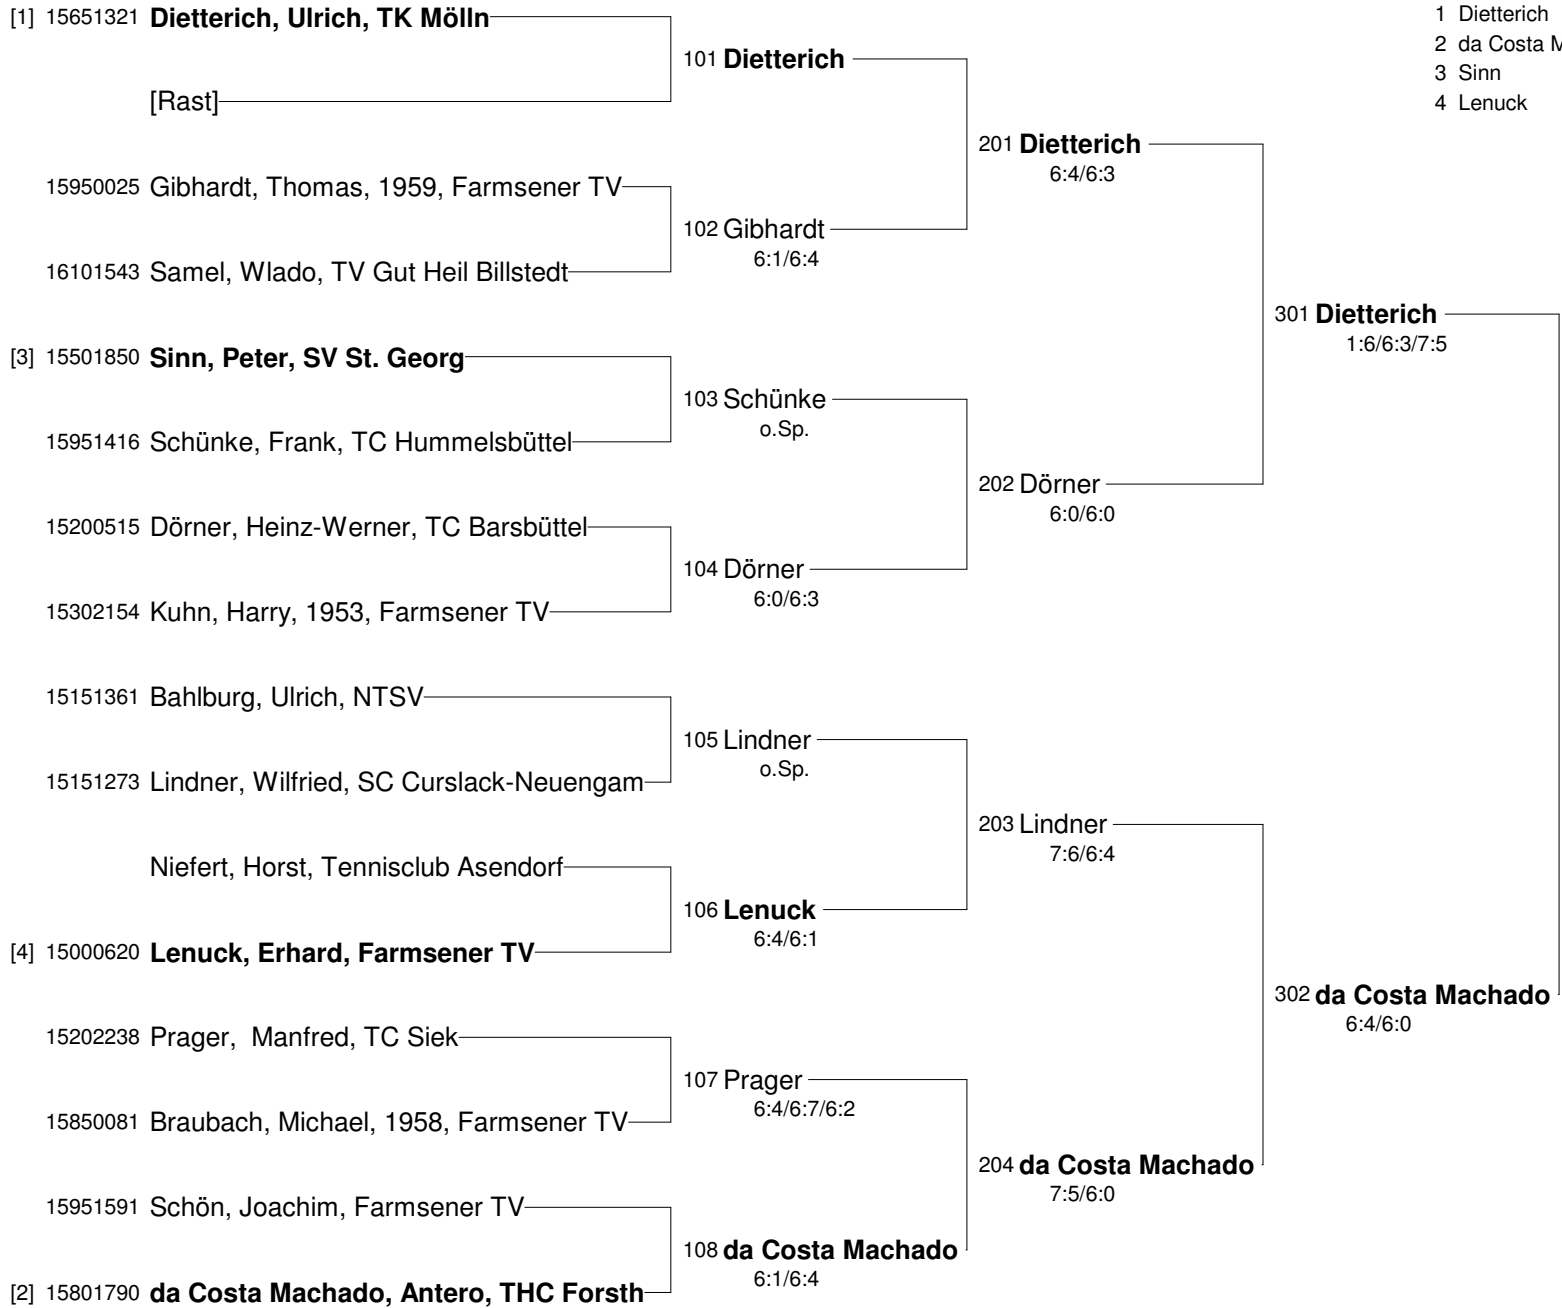 [1] 15651321 Dietterich, Ulrich, TK Mölln
[Rast]
15950025 Gibhardt, Thomas, 1959, Farmsener TV
16101543 Samel, Wlado, TV Gut Heil Billstedt
[3] 15501850 Sinn, Peter, SV St. Georg
15951416 Schünke, Frank, TC Hummelsbüttel
15200515 Dörner, Heinz-Werner, TC Barsbüttel
15302154 Kuhn, Harry, 1953, Farmsener TV
15151361 Bahlburg, Ulrich, NTSV
15151273 Lindner, Wilfried, SC Curslack-Neuengam
Niefert, Horst, Tennisclub Asendorf
[4] 15000620 Lenuck, Erhard, Farmsener TV
15202238 Prager, Manfred, TC Siek
15850081 Braubach, Michael, 1958, Farmsener TV
15951591 Schön, Joachim, Farmsener TV
[2] 15801790 da Costa Machado, Antero, THC Forsth
101 Dietterich
102 Gibhardt
6:1/6:4
103 Schünke
o.Sp.
104 Dörner
6:0/6:3
105 Lindner
o.Sp.
106 Lenuck
6:4/6:1
107 Prager
6:4/6:7/6:2
108 da Costa Machado
6:1/6:4
201 Dietterich
6:4/6:3
202 Dörner
6:0/6:0
203 Lindner
7:6/6:4
204 da Costa Machado
7:5/6:0
301 Dietterich
1:6/6:3/7:5
302 da Costa Machado
6:4/6:0
1 Dietterich
2 da Costa M
3 Sinn
4 Lenuck